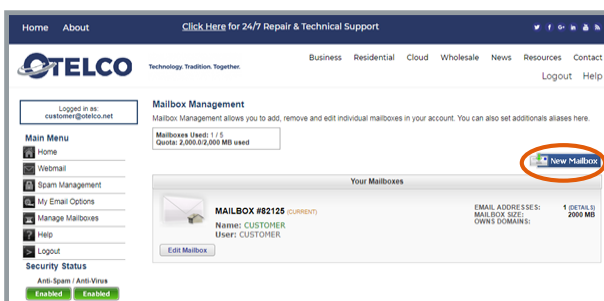 Home About Click Here for 24/7 Repair & Technical Support
OTELCO Technology. Tradition. Together.
Business Residential Cloud Wholesale News Resources Contact
Logout Help
Logged in as:
customer@otelco.net
Main Menu
Home
Webmail
Spam Management
My Email Options
Manage Mailboxes
Help
Logout
Security Status
Anti-Spam / Anti-Virus
Enabled Enabled
Mailbox Management
Mailbox Management allows you to add, remove and edit individual mailboxes in your account. You can also set additionals aliases here.
Mailboxes Used: 1 / 5
Quota: 2,000.0/2,000 MB used
New Mailbox
Your Mailboxes
MAILBOX #82125 (CURRENT)
Name: CUSTOMER
User: CUSTOMER
Edit Mailbox
EMAIL ADDRESSES: 1 (DETAILS)
MAILBOX SIZE: 2000 MB
OWNS DOMAINS: